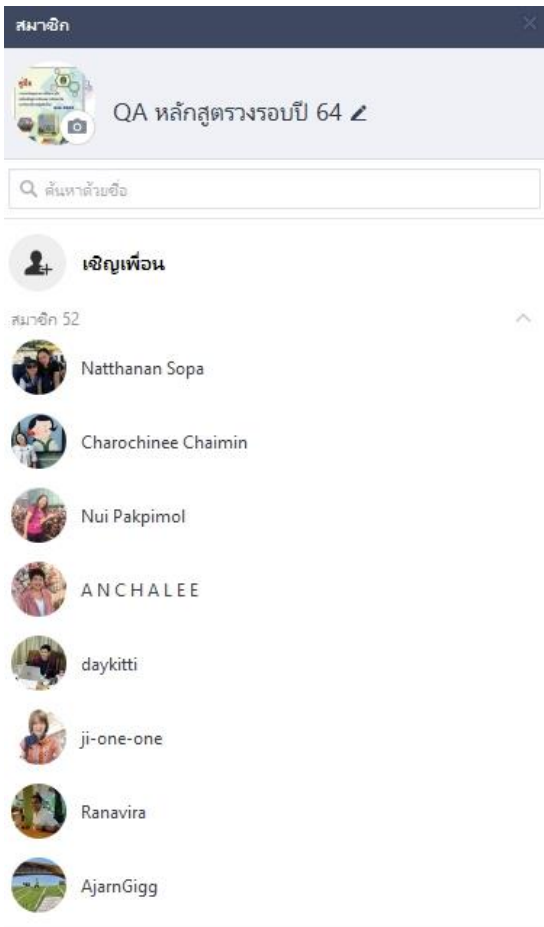 สมาชิก
QA หลักสูตรวงรอบปี 64
ค้นหาด้วยชื่อ
เชิญเพื่อน
สมาชิก 52
Natthanan Sopa
Charochinee Chaimin
Nui Pakpimol
A N C H A L E E
daykitti
ji-one-one
Ranavira
AjarnGigg